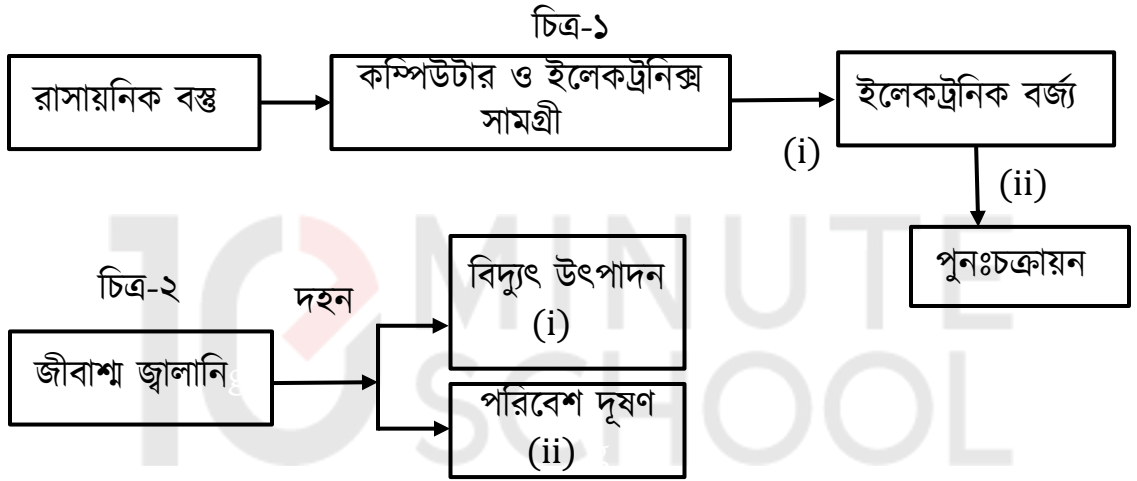 চিত্র-১
রাসায়নিক বস্তু
কম্পিউটার ও ইলেকট্রনিক্স
সামগ্রী
(i)
ইলেকট্রনিক বর্জ্য
(ii)
পুনঃচক্রায়ন
চিত্র-২
জীবাশ্ম জ্বালানি
দহন
বিদ্যুৎ উৎপাদন
(i)
পরিবেশ দূষণ
(ii)
10 MINUTE
SCHOOL